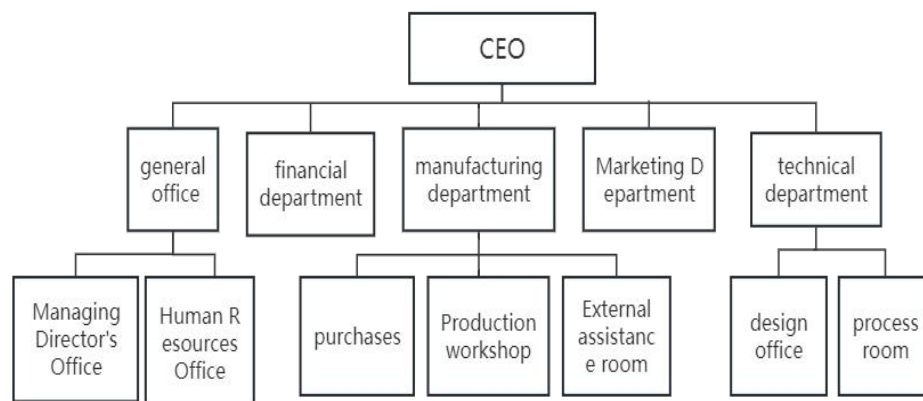 CEO
general
office
financial
department
manufacturing
department
Marketing D
epartment
technical
department
Managing
Director's
Office
Human R
esources
Office
purchases
Production
workshop
External
assistanc
e room
design
office
process
room